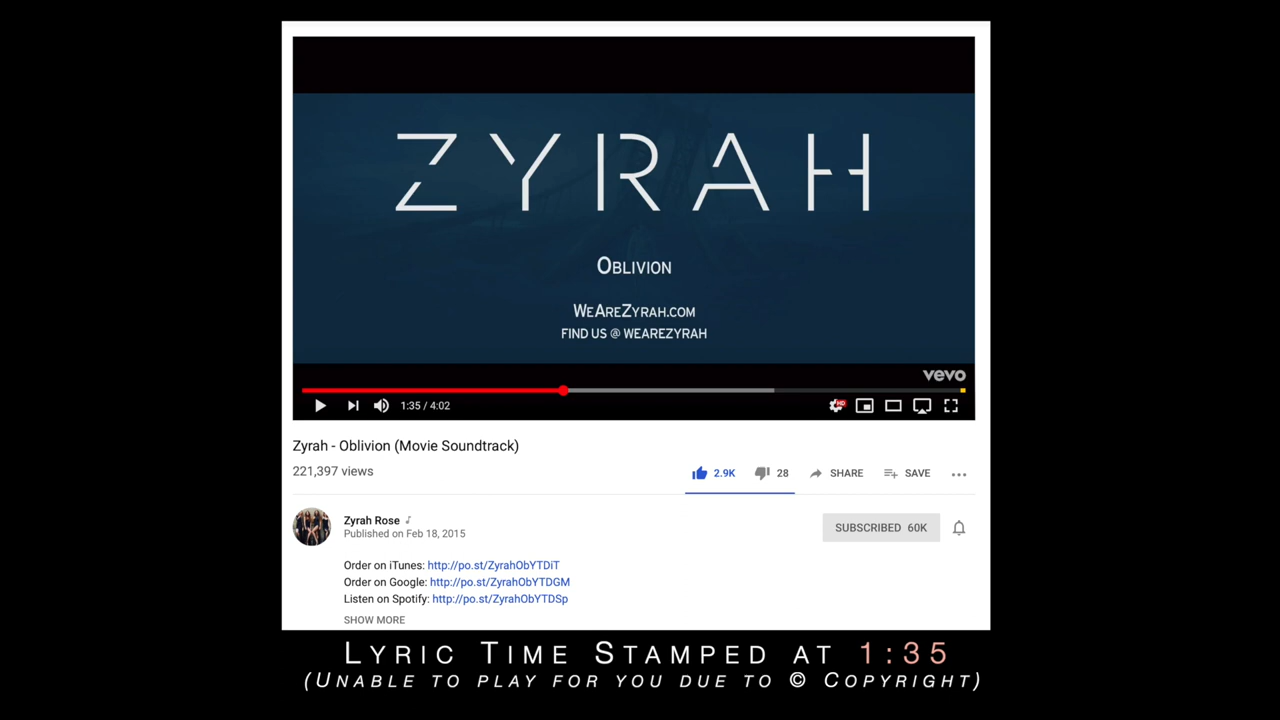 ZYRAH
OBLIVION
WEAREZYRAH.COM
FIND US @ WEAREZYRAH
vevo
1:35 / 4:02
HD
Zyrah - Oblivion (Movie Soundtrack)
221,397 views
2.9K 28 SHARE SAVE
Zyrah Rose
Published on Feb 18, 2015
SUBSCRIBED 60K
Order on iTunes: http://po.st/ZyrahObYTDiT
Order on Google: http://po.st/ZyrahObYTDGM
Listen on Spotify: http://po.st/ZyrahObYTDSp
SHOW MORE
LYRIC TIME STAMPED AT 1:35
(UNABLE TO PLAY FOR YOU DUE TO © COPYRIGHT)